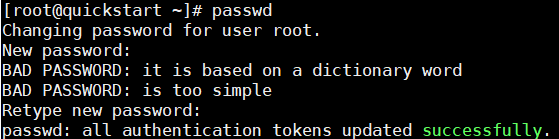 [root@quickstart ~]# passwd
Changing password for user root.
New password:
BAD PASSWORD: it is based on a dictionary word
BAD PASSWORD: is too simple
Retype new password:
passwd: all authentication tokens updated successfully.